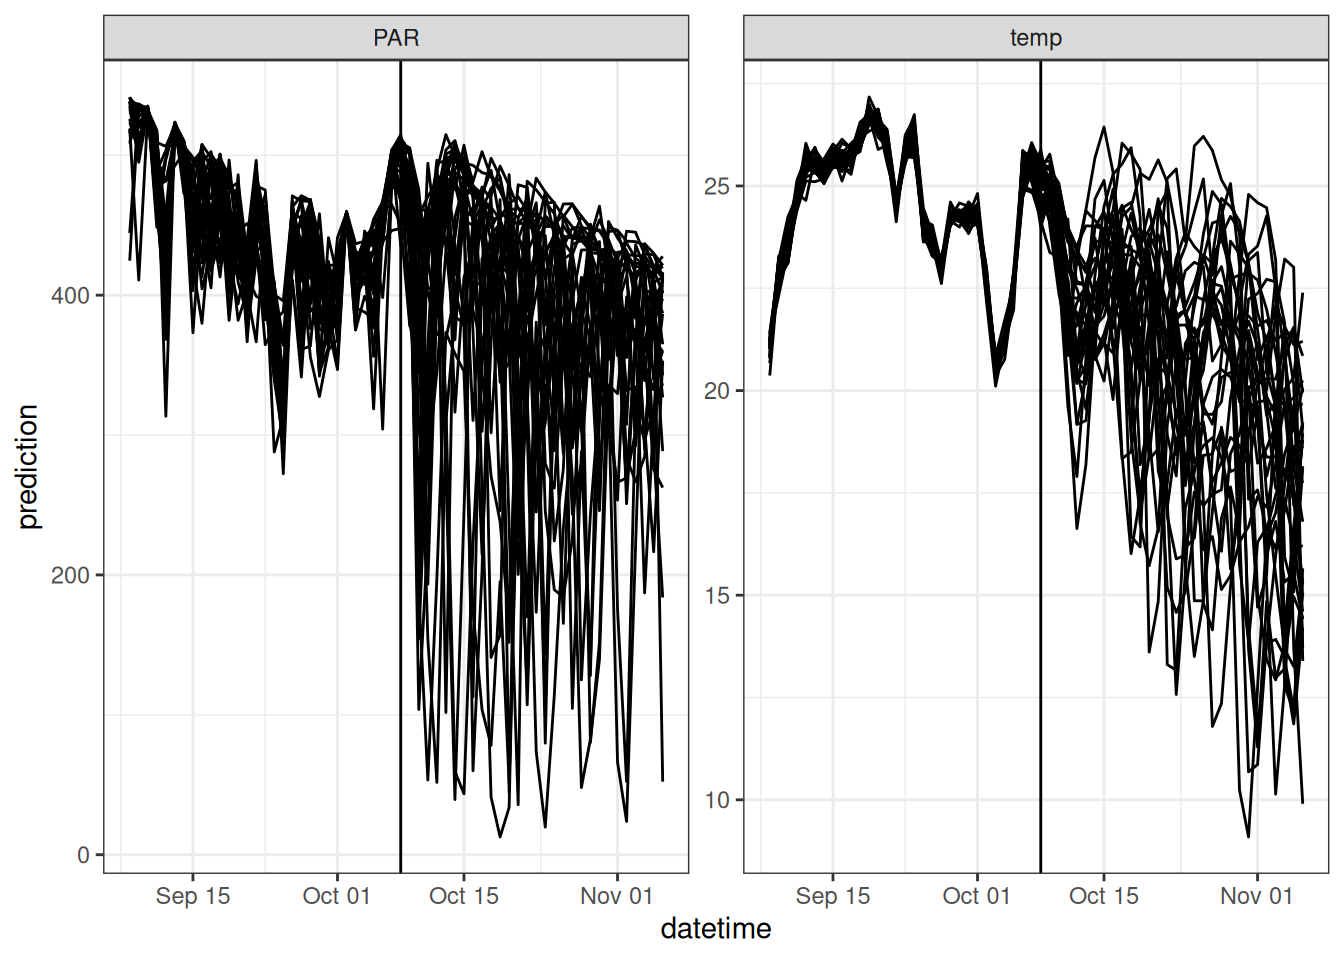 PAR
temp
prediction
400
200
0
25
20
15
10
Sep 15
Oct 01
Oct 15
Nov 01
Sep 15
Oct 01
Oct 15
Nov 01
datetime